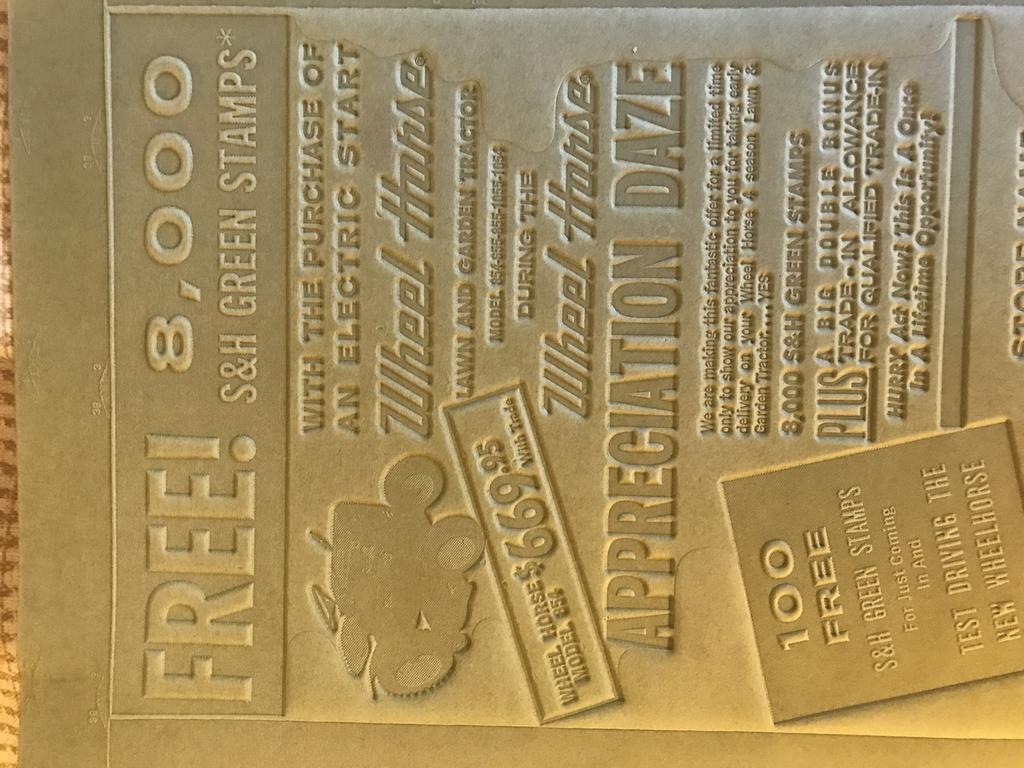 FREE! 8,000
S&H GREEN STAMPS*
WITH THE PURCHASE OF
AN ELECTRIC START
Wheel Horse®
LAWN AND GARDEN TRACTOR
MODEL 854-855-1055-1054
DURING THE
Wheel Horse®
WHEEL HORSE
MODEL 854
$669.95
With Trade
APPRECIATION DAZE
We are making this fantastic offer for a limited time
only to show our appreciation to you for taking early
delivery on your Wheel Horse 4 season Lawn &
Garden Tractor... YES
8,000 S&H GREEN STAMPS
PLUS A BIG DOUBLE BONUS
TRADE-IN ALLOWANCE
FOR QUALIFIED TRADE-IN
HURRY Act Now! This Is A Once
In A Lifetime Opportunity!
100
FREE
S&H GREEN STAMPS
For Just Coming
In And
TEST DRIVING THE
NEW WHEELHORSE